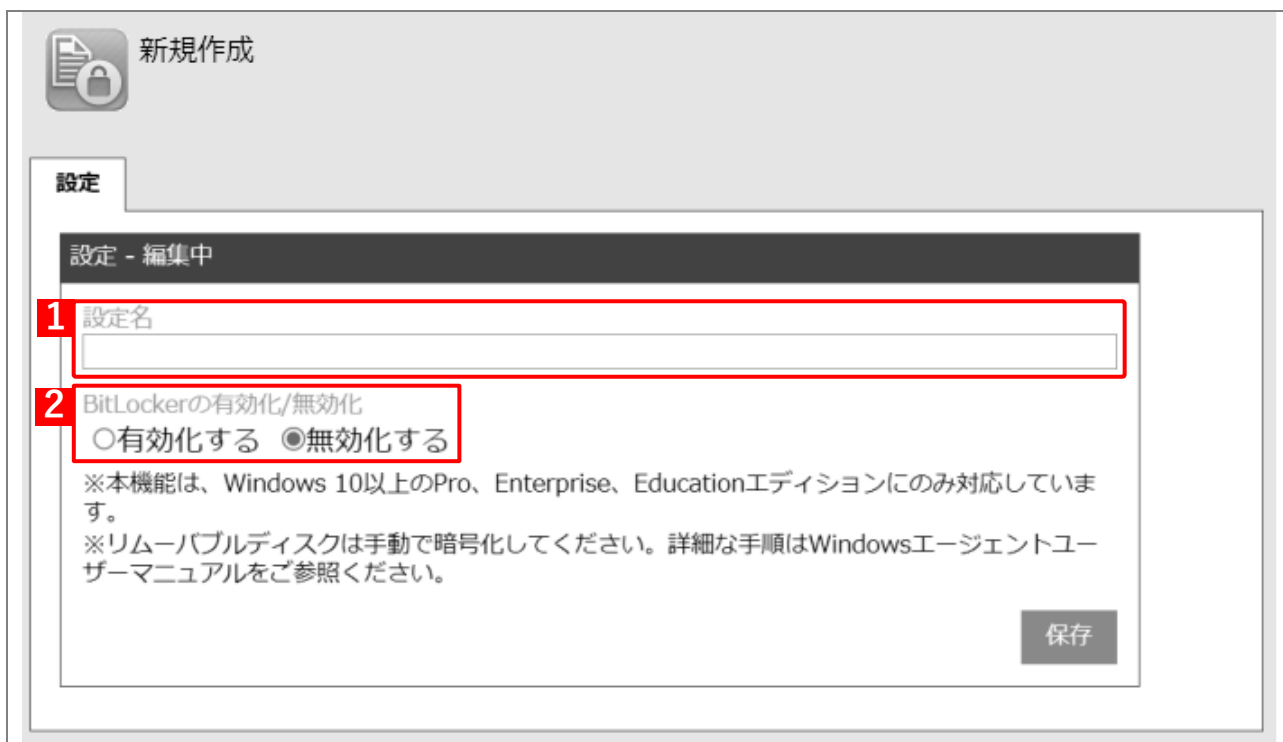 新規作成
設定
設定 - 編集中
1
設定名
2
BitLockerの有効化/無効化
○有効化する ◉無効化する
※本機能は、Windows 10以上のPro、Enterprise、Educationエディションにのみ対応していま
す。
※リムーバブルディスクは手動で暗号化してください。詳細な手順はWindowsエージェントユー
ザーマニュアルをご参照ください。
保存